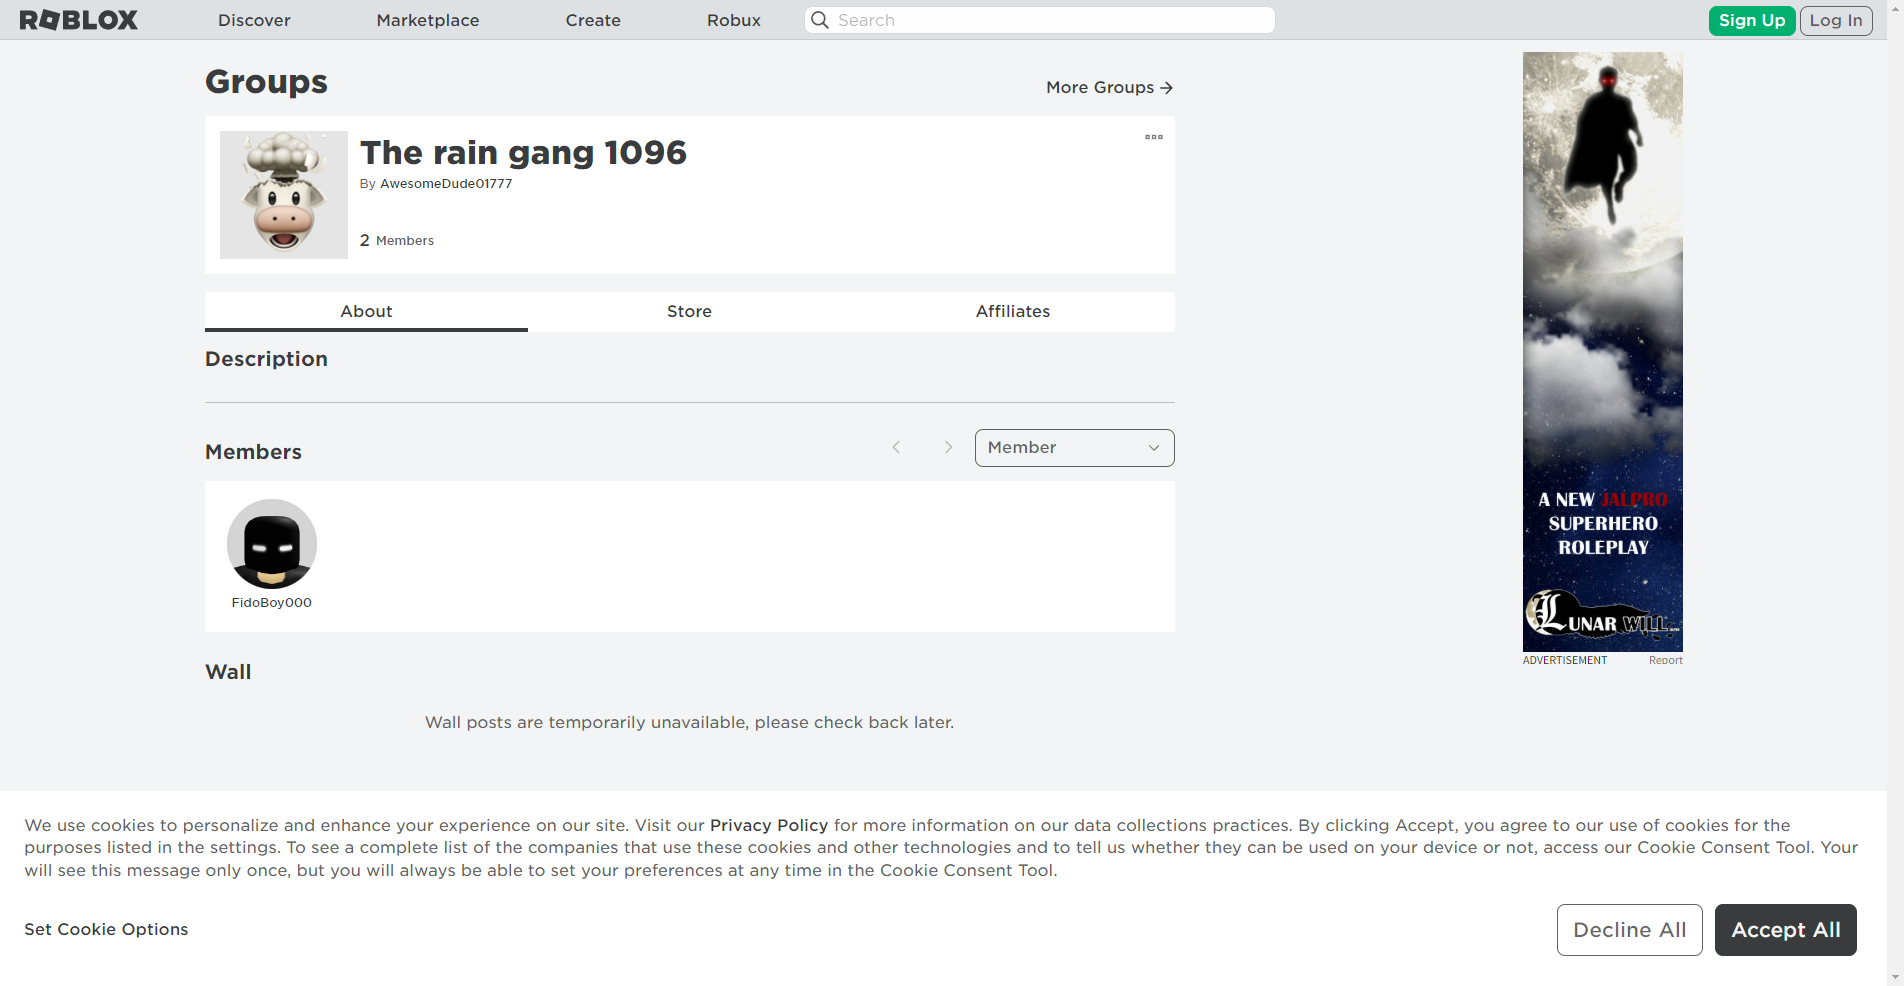 ROBLOX
Discover
Marketplace
Create
Robux
Search
Sign Up
Log In
Groups
More Groups
The rain gang 1096
By AwesomeDude01777
2 Members
About
Store
Affiliates
Description
Members
Member
FidoBoy000
Wall
Wall posts are temporarily unavailable, please check back later.
A NEW JAI PRO
SUPERHERO
ROLEPLAY
LUNAR WILL
ADVERTISEMENT
Report
We use cookies to personalize and enhance your experience on our site. Visit our Privacy Policy for more information on our data collections practices. By clicking Accept, you agree to our use of cookies for the
purposes listed in the settings. To see a complete list of the companies that use these cookies and other technologies and to tell us whether they can be used on your device or not, access our Cookie Consent Tool. Your
will see this message only once, but you will always be able to set your preferences at any time in the Cookie Consent Tool.
Set Cookie Options
Decline All
Accept All